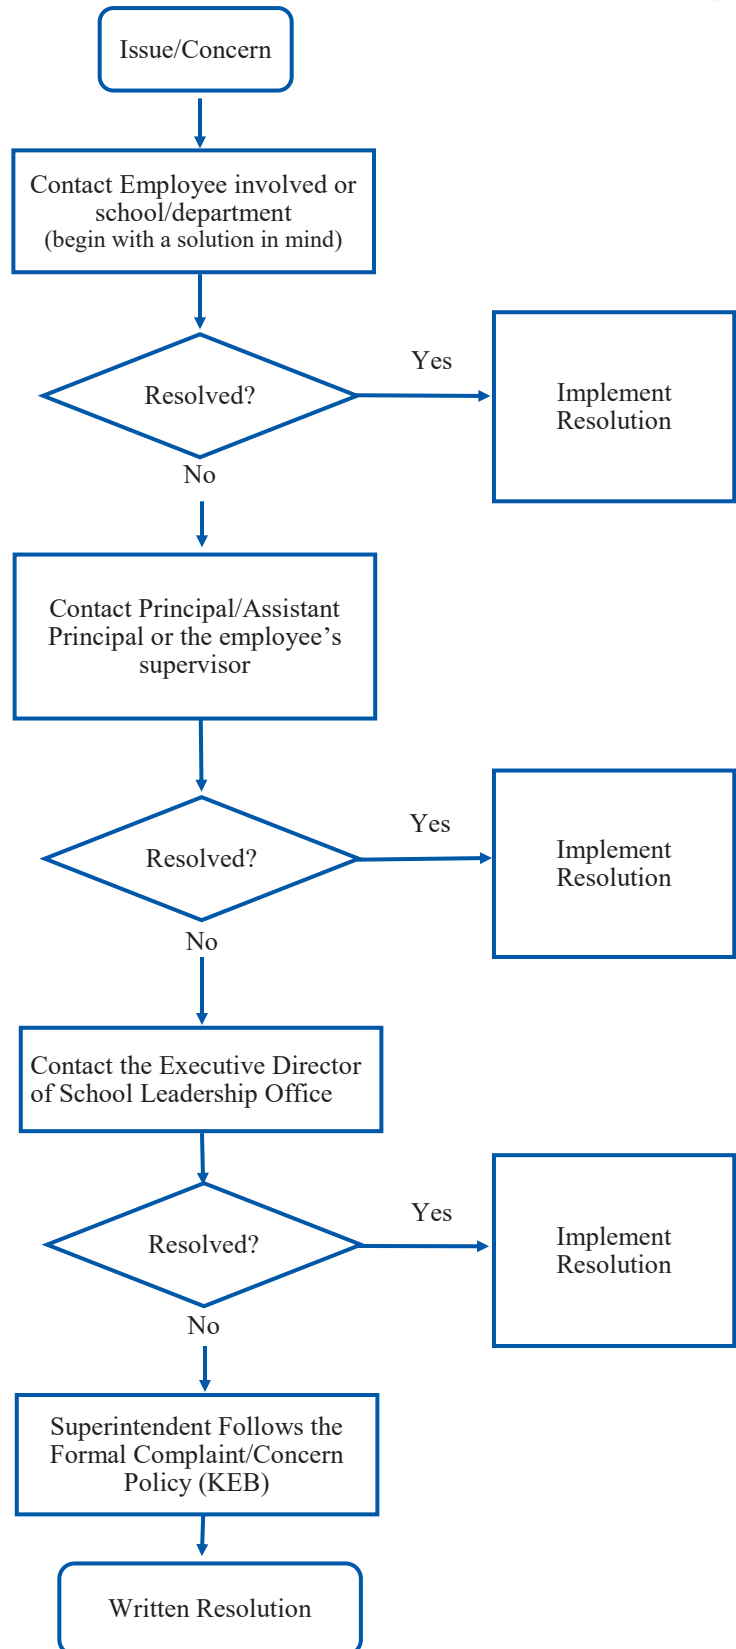 Issue/Concern
Contact Employee involved or
school/department
(begin with a solution in mind)
Resolved?
Yes
Implement
Resolution
No
Contact Principal/Assistant
Principal or the employee’s
supervisor
Resolved?
Yes
Implement
Resolution
No
Contact the Executive Director
of School Leadership Office
Resolved?
Yes
Implement
Resolution
No
Superintendent Follows the
Formal Complaint/Concern
Policy (KEB)
Written Resolution